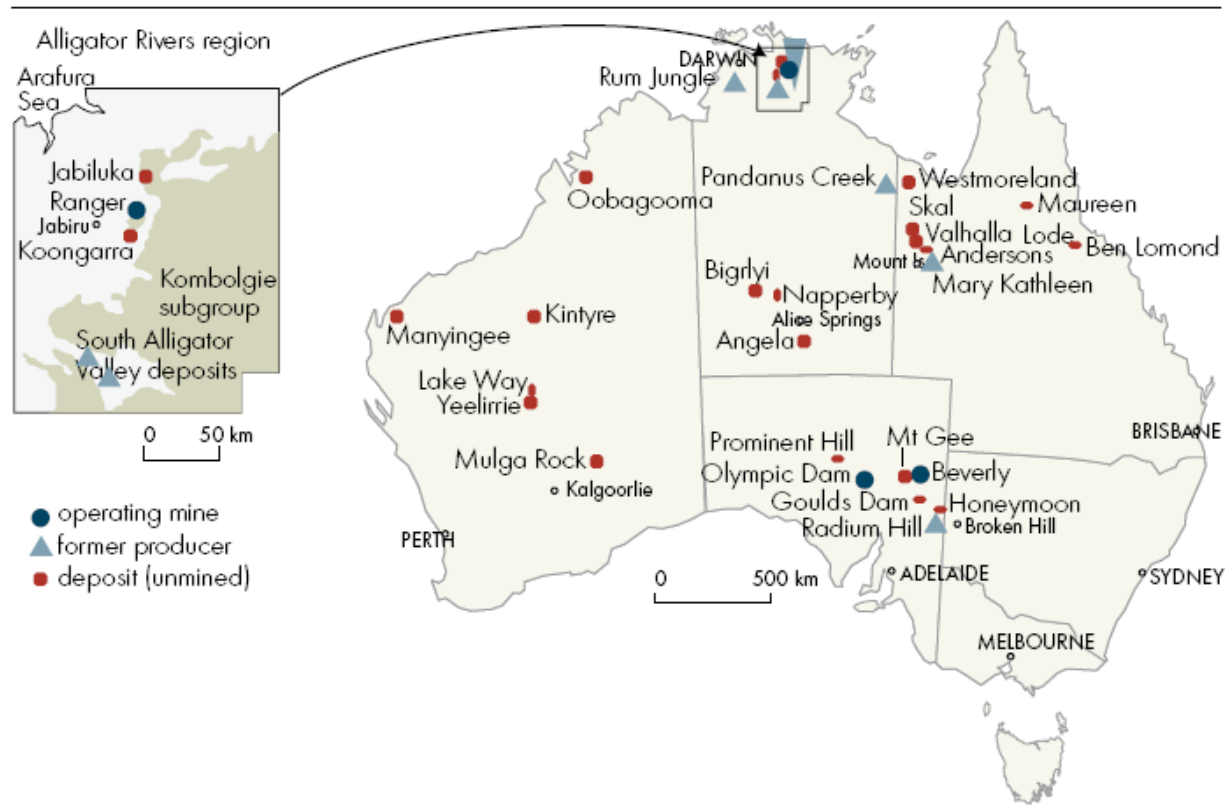 Alligator Rivers region
Arafura
Sea
Jabiluka
Ranger
Jabiru
Koongarra
Kombolgie
subgroup
South Alligator
Valley deposits
0 50 km
operating mine
former producer
deposit (unmined)
DARWIN
Rum Jungle
Oobagooma
Pandanus Creek
Westmoreland
Skal
Maureen
Valhalla Lode
Ben Lomond
Andersons
Mount Is
Mary Kathleen
Bigrlyi
Napperby
Alice Springs
Angela
Manyingee
Kintyre
Lake Way
Yeelirrie
Mulga Rock
Kalgoorlie
PERTH
BRISBANE
Prominent Hill
Mt Gee
Olympic Dam
Beverly
Goulds Dam
Honeymoon
Radium Hill
Broken Hill
0 500 km
ADELAIDE
SYDNEY
MELBOURNE